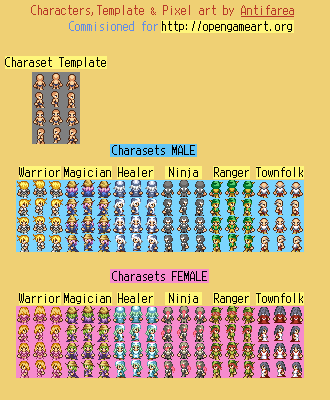 Characters,Template & Pixel art by Antifarea
Commisioned for http://opengameart.org
Charaset Template
Charasets MALE
Warrior Magician Healer Ninja Ranger Townfolk
Charasets FEMALE
Warrior Magician Healer Ninja Ranger Townfolk